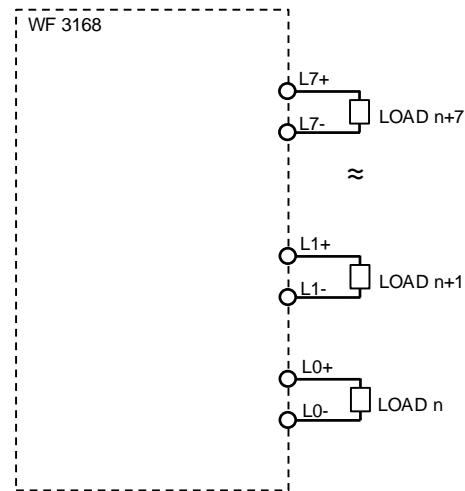 WF 3168
L7+
L7-
LOAD n+7
≈
L1+
L1-
LOAD n+1
L0+
L0-
LOAD n